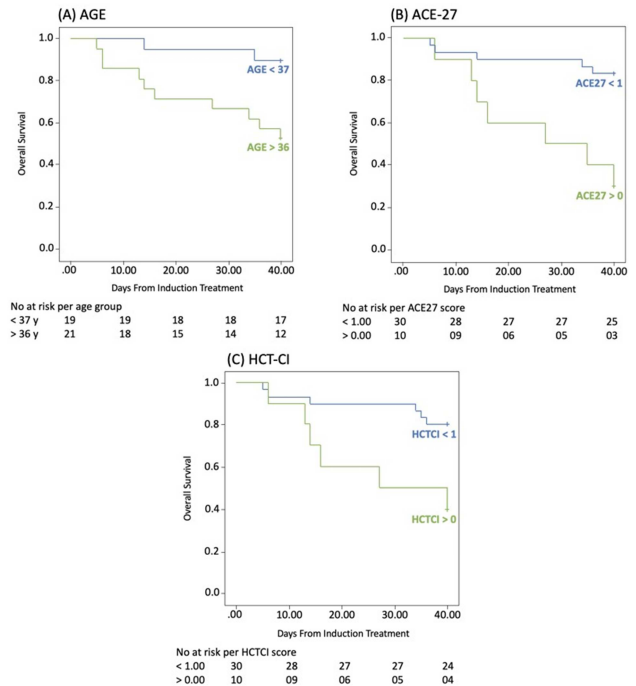 (A) AGE
1.0
0.8
0.6
0.4
0.2
0.0
Overall Survival
AGE < 37
AGE > 36
.00 10.00 20.00 30.00 40.00
Days From Induction Treatment
No at risk per age group
< 37 y 19 19 18 18 17
> 36 y 21 18 15 14 12
(B) ACE-27
1.0
0.8
0.6
0.4
0.2
0.0
Overall Survival
ACE27 < 1
ACE27 > 0
.00 10.00 20.00 30.00 40.00
Days From Induction Treatment
No at risk per ACE27 score
< 1.00 30 28 27 27 25
> 0.00 10 09 06 05 03
(C) HCT-CI
1.0
0.8
0.6
0.4
0.2
0.0
Overall Survival
HCTCI < 1
HCTCI > 0
.00 10.00 20.00 30.00 40.00
Days From Induction Treatment
No at risk per HCTCI score
< 1.00 30 28 27 27 24
> 0.00 10 09 06 05 04